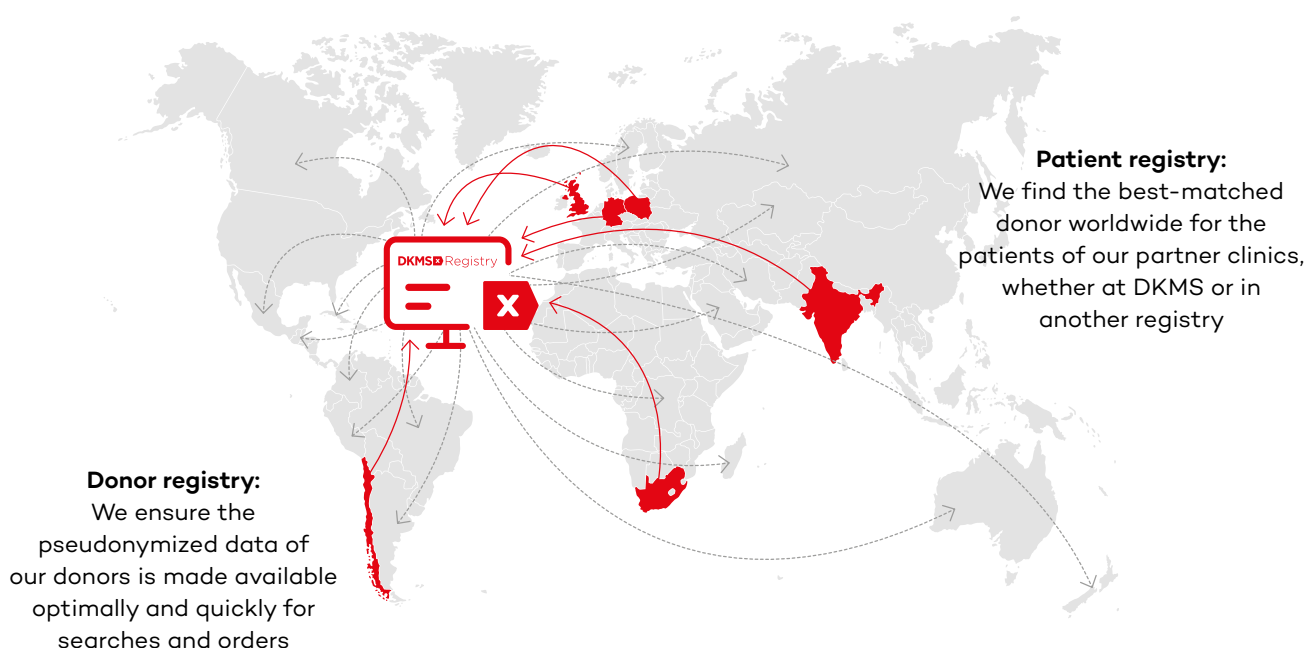 Patient registry:
We find the best-matched
donor worldwide for the
patients of our partner clinics,
whether at DKMS or in
another registry
DKMS Registry
x
Donor registry:
We ensure the
pseudonymized data of
our donors is made available
optimally and quickly for
searches and orders